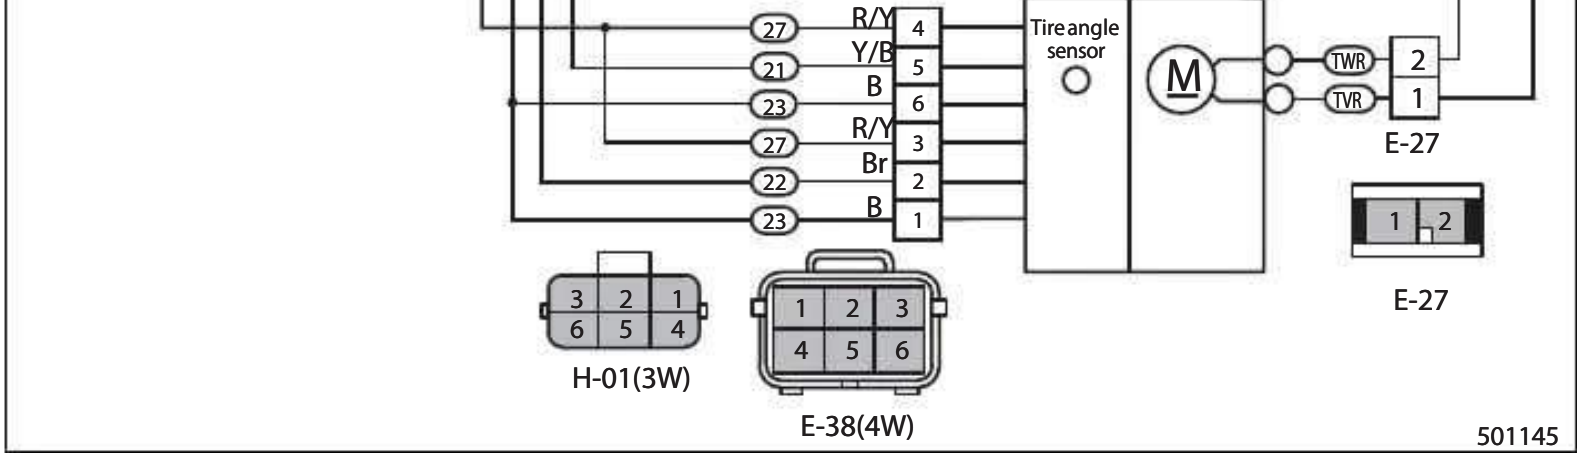 27 R/Y 4
21 Y/B 5
23 B 6
27 R/Y 3
22 Br 2
23 B 1
Tire angle
sensor
M
TWR 2
TVR 1
E-27
1 2
E-27
3 2 1
6 5 4
H-01(3W)
1 2 3
4 5 6
E-38(4W)
501145